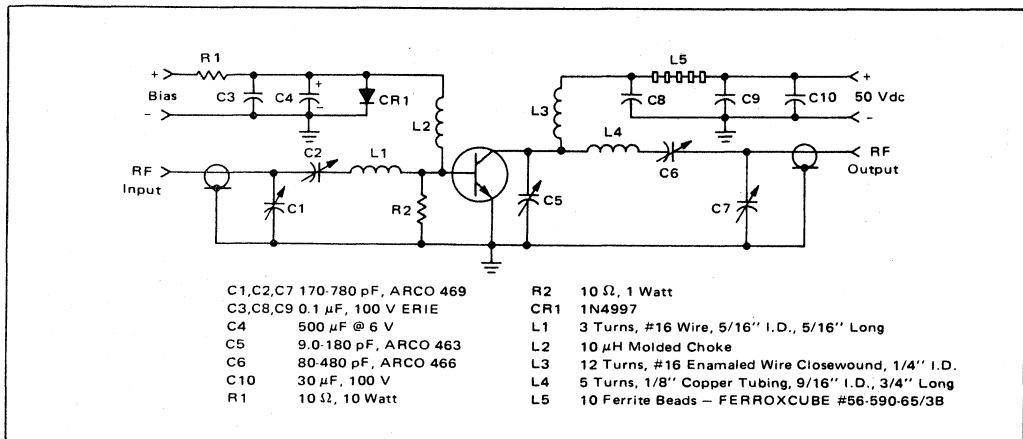 R1
L5
+
+
+
Bias
C3
C4
CR1
L3
C8
C9
C10
50 Vdc
-
-
-
L2
L4
C2
L1
RF
Input
C6
RF
Output
C1
R2
C5
C7
C1,C2,C7 170-780 pF, ARCO 469
C3,C8,C9 0.1 μF, 100 V ERIE
C4 500 μF @ 6 V
C5 9.0-180 pF, ARCO 463
C6 80-480 pF, ARCO 466
C10 30 μF, 100 V
R1 10 Ω, 10 Watt
R2 10 Ω, 1 Watt
CR1 1N4997
L1 3 Turns, #16 Wire, 5/16'' I.D., 5/16'' Long
L2 10 μH Molded Choke
L3 12 Turns, #16 Enamaled Wire Closewound, 1/4'' I.D.
L4 5 Turns, 1/8'' Copper Tubing, 9/16'' I.D., 3/4'' Long
L5 10 Ferrite Beads – FERROXCUBE #56-590-65/3B